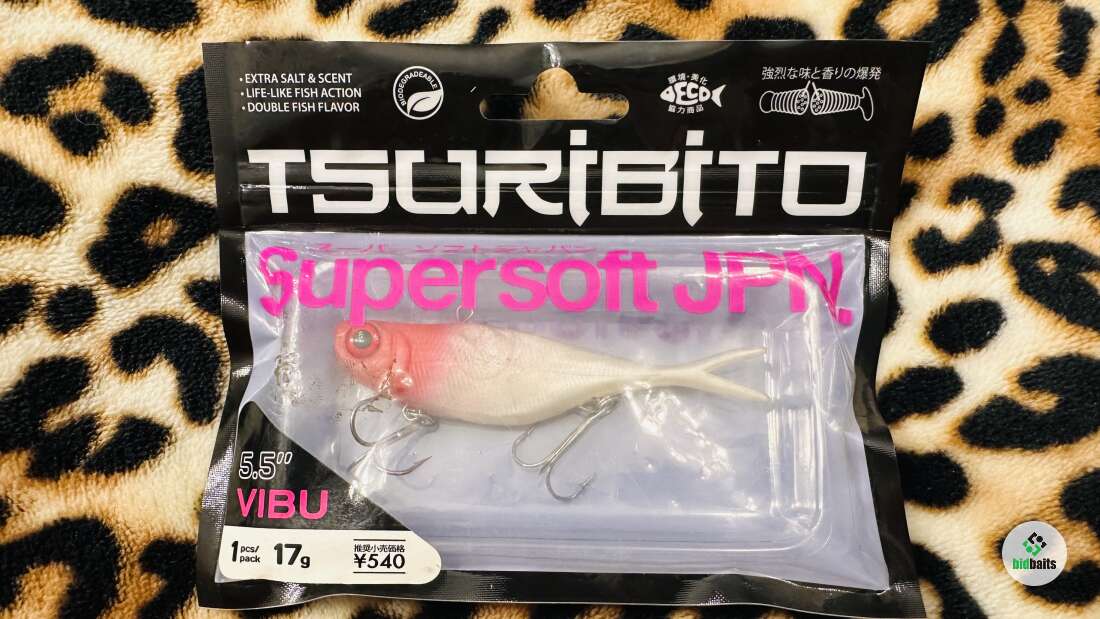 • EXTRA SALT & SCENT
• LIFE-LIKE FISH ACTION
• DOUBLE FISH FLAVOR
BIODEGRADEABLE
環境・美化
FECO
協力商品
強烈な味と香りの爆発
TSURIBITO
スーパーソフトジャパン
Supersoft JPN.
5.5"
VIBU
1 pcs/pack 17g
推奨小売価格
¥540
bidbaits